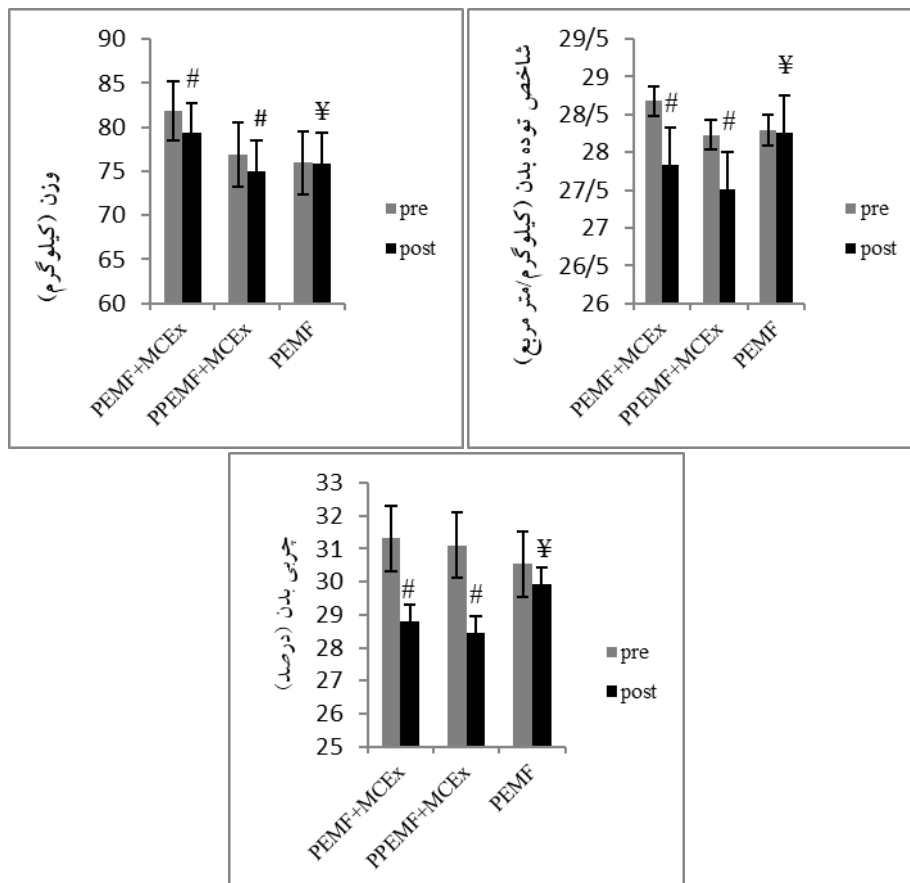 وزن (کیلوگرم)
90
85
80
75
70
65
60
# # ¥
pre
post
PEMF+MCEx
PPEMF+MCEx
PEMF
شاخص توده بدن (کیلوگرم/متر مربع)
29/5
29
28/5
28
27/5
27
26/5
26
# # ¥
pre
post
PEMF+MCEx
PPEMF+MCEx
PEMF
چربی بدن (درصد)
33
32
31
30
29
28
27
26
25
# # ¥
pre
post
PEMF+MCEx
PPEMF+MCEx
PEMF